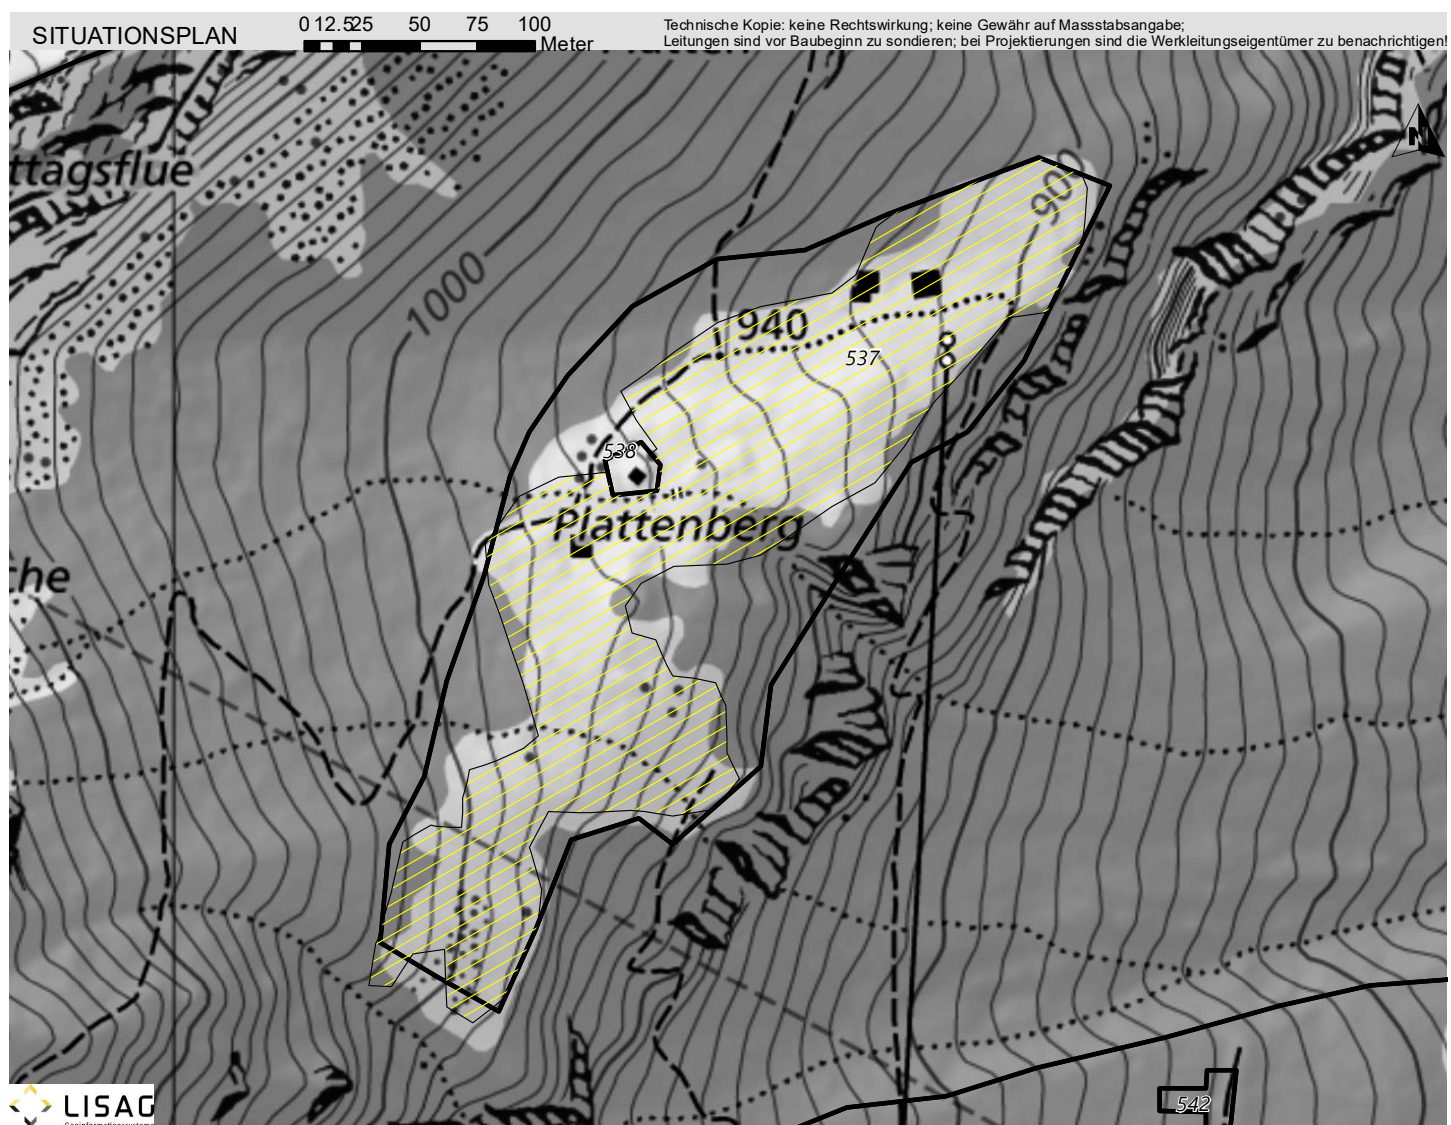 SITUATIONSPLAN
0 12.525 50 75 100
Meter
Technische Kopie: keine Rechtswirkung; keine Gewähr auf Massstabsangabe;
Leitungen sind vor Baubeginn zu sondieren; bei Projektierungen sind die Werkleitungseigentümer zu benachrichtigen!
N
ttagsflue
900
1000
940
537
538
Plattenberg
che
LISAG
Geoinformationssysteme
542